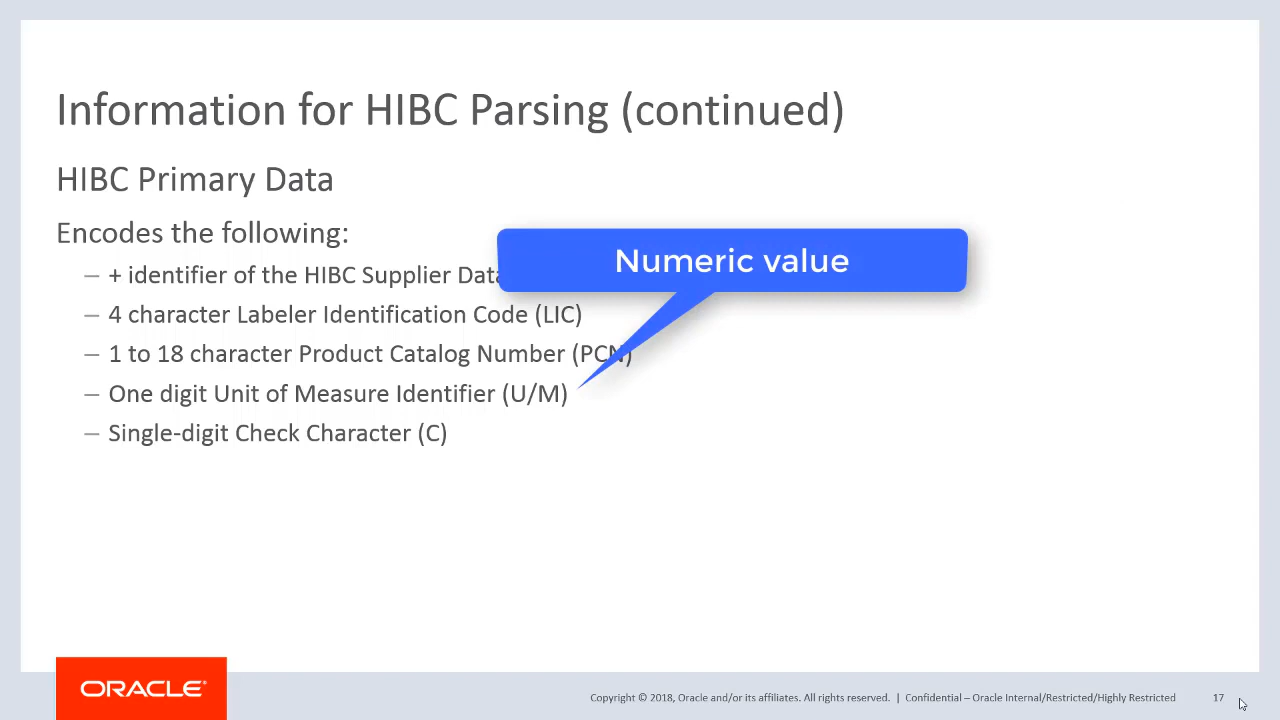 Information for HIBC Parsing (continued)
HIBC Primary Data
Encodes the following:
Numeric value
– + identifier of the HIBC Supplier Data
– 4 character Labeler Identification Code (LIC)
– 1 to 18 character Product Catalog Number (PCN)
– One digit Unit of Measure Identifier (U/M)
– Single-digit Check Character (C)
ORACLE®
Copyright © 2018, Oracle and/or its affiliates. All rights reserved. | Confidential – Oracle Internal/Restricted/Highly Restricted 17